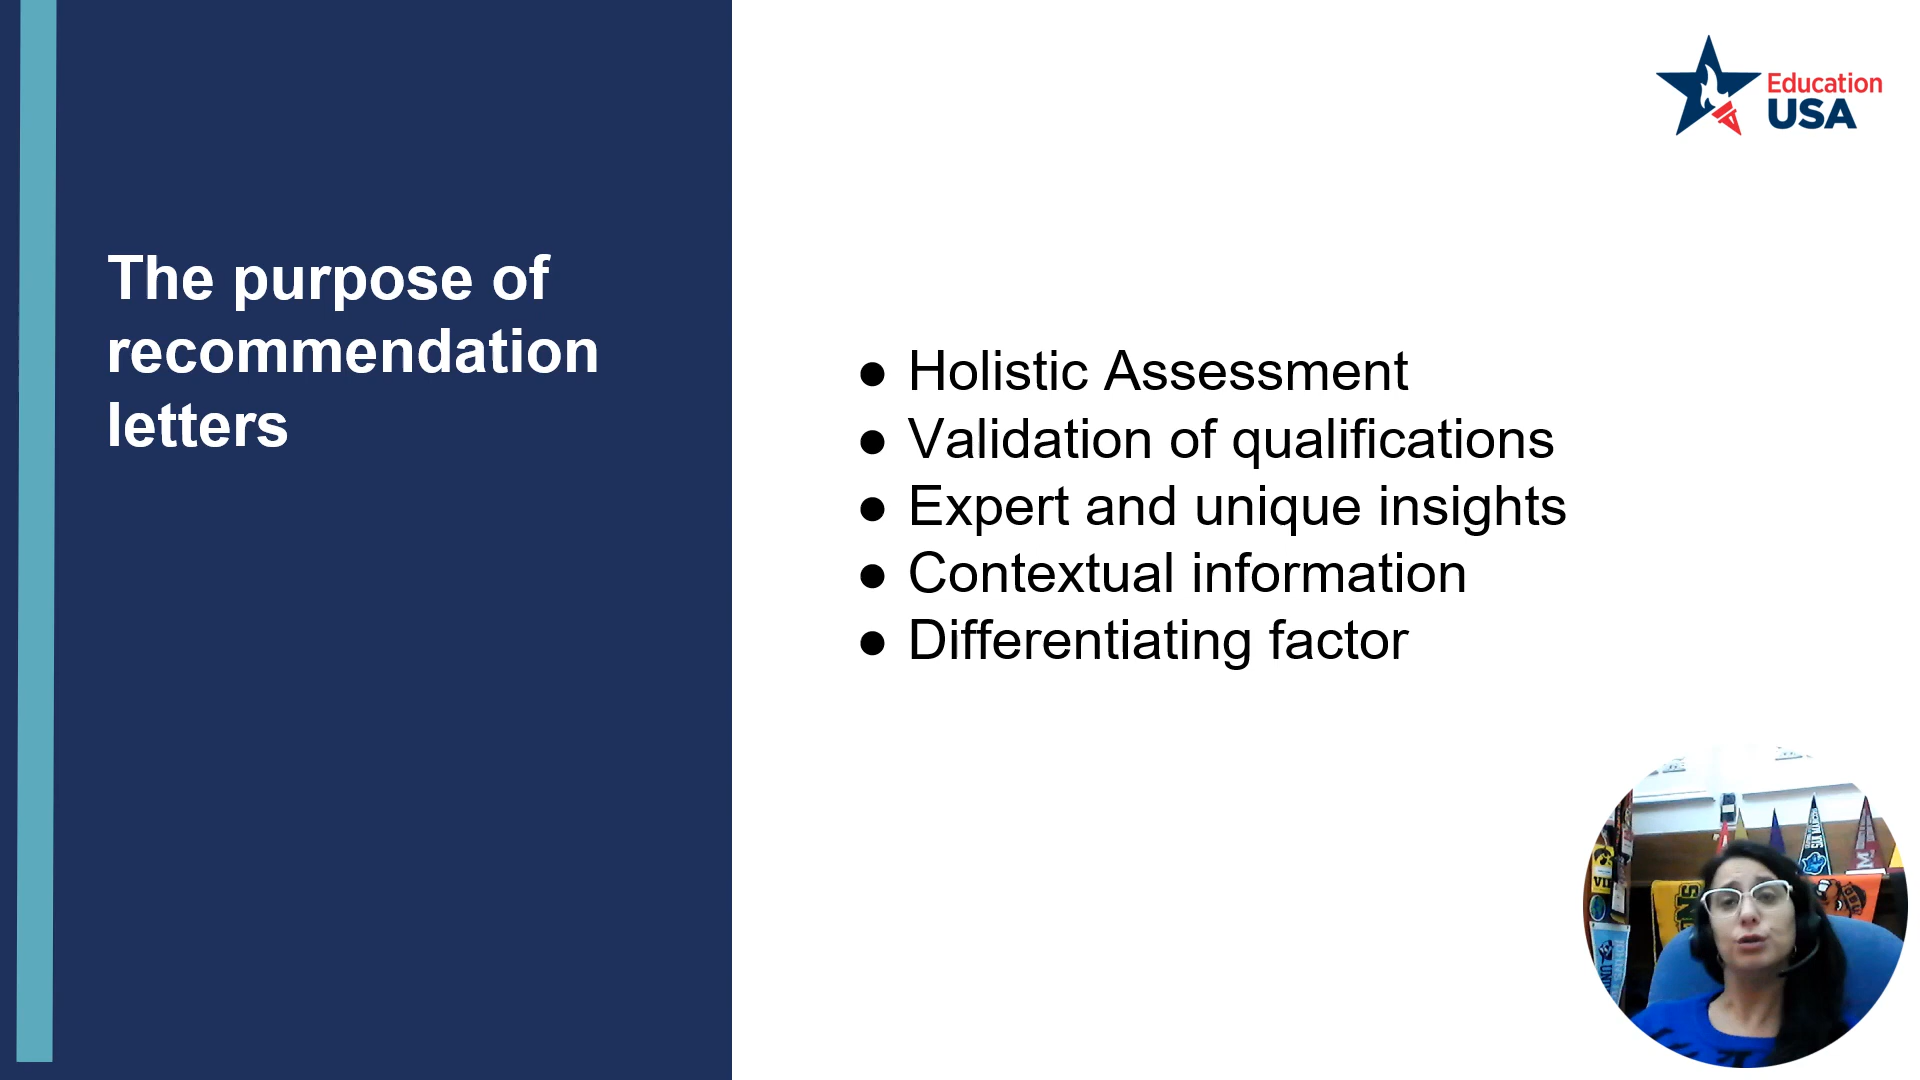 The purpose of
recommendation
letters
Education
USA
● Holistic Assessment
● Validation of qualifications
● Expert and unique insights
● Contextual information
● Differentiating factor